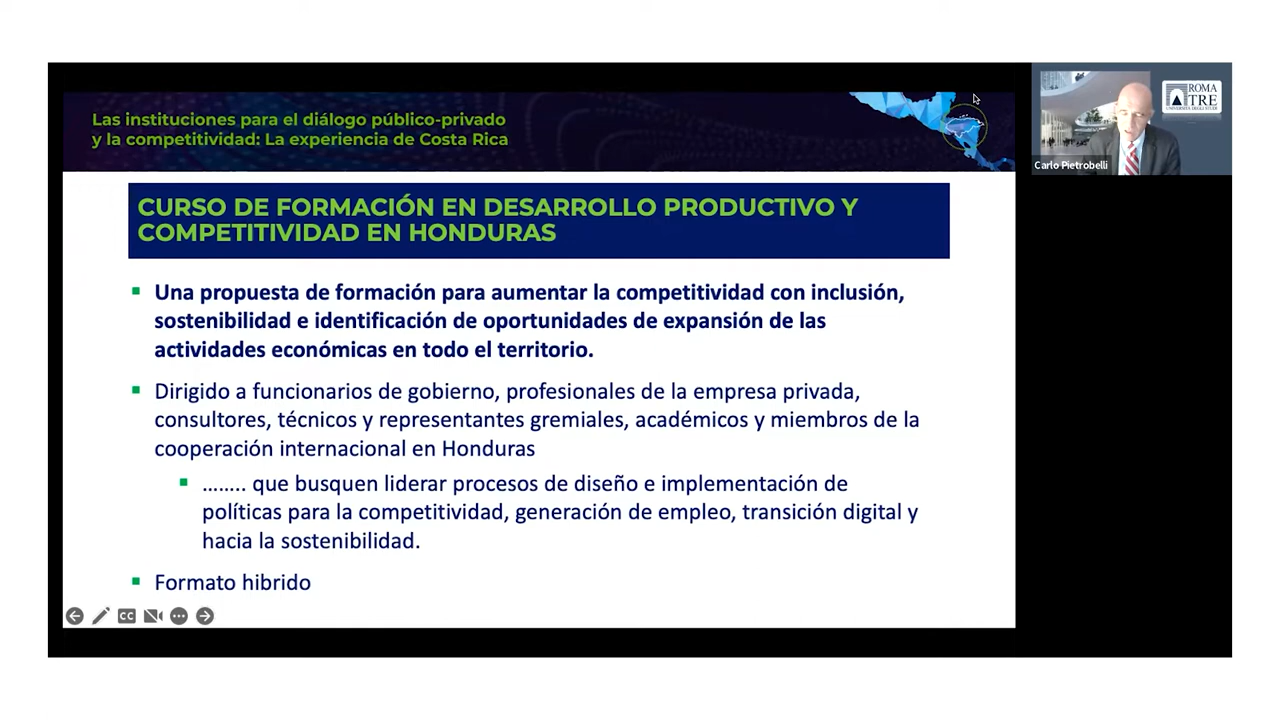 Las instituciones para el diálogo público-privado
y la competitividad: La experiencia de Costa Rica
CURSO DE FORMACIÓN EN DESARROLLO PRODUCTIVO Y
COMPETITIVIDAD EN HONDURAS
Una propuesta de formación para aumentar la competitividad con inclusión,
sostenibilidad e identificación de oportunidades de expansión de las
actividades económicas en todo el territorio.
Dirigido a funcionarios de gobierno, profesionales de la empresa privada,
consultores, técnicos y representantes gremiales, académicos y miembros de la
cooperación internacional en Honduras
…….. que busquen liderar procesos de diseño e implementación de
políticas para la competitividad, generación de empleo, transición digital y
hacia la sostenibilidad.
Formato hibrido
CC
ROMA
TRE
UNIVERSITÀ DEGLI STUDI
Carlo Pietrobelli